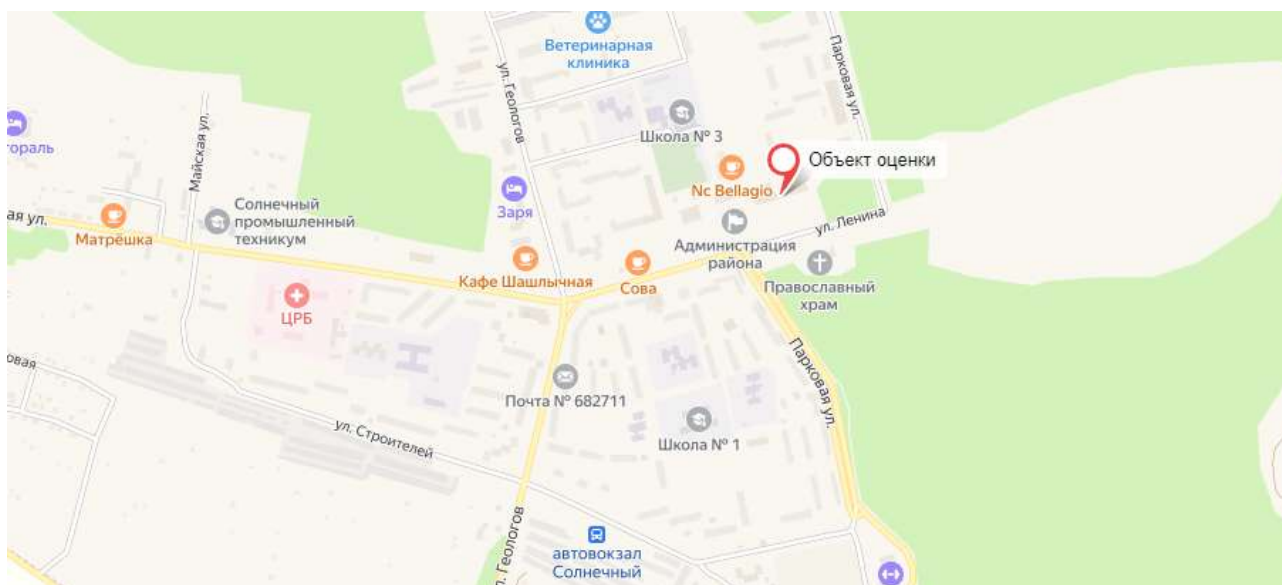 Ветеринарная
клиника
ул. Геологов
Парковая ул.
Школа № 3
Объект оценки
Nc Bellagio
Майская ул.
тораль
Солнечный
промышленный
техникум
Заря
ая ул.
Матрёшка
ул. Ленина
Администрация
района
Православный
храм
Кафе Шашлычная
Сова
ЦРБ
Парковая ул.
овая
Почта № 682711
ул. Строителей
Школа № 1
ул. Геологов
автовокзал
Солнечный